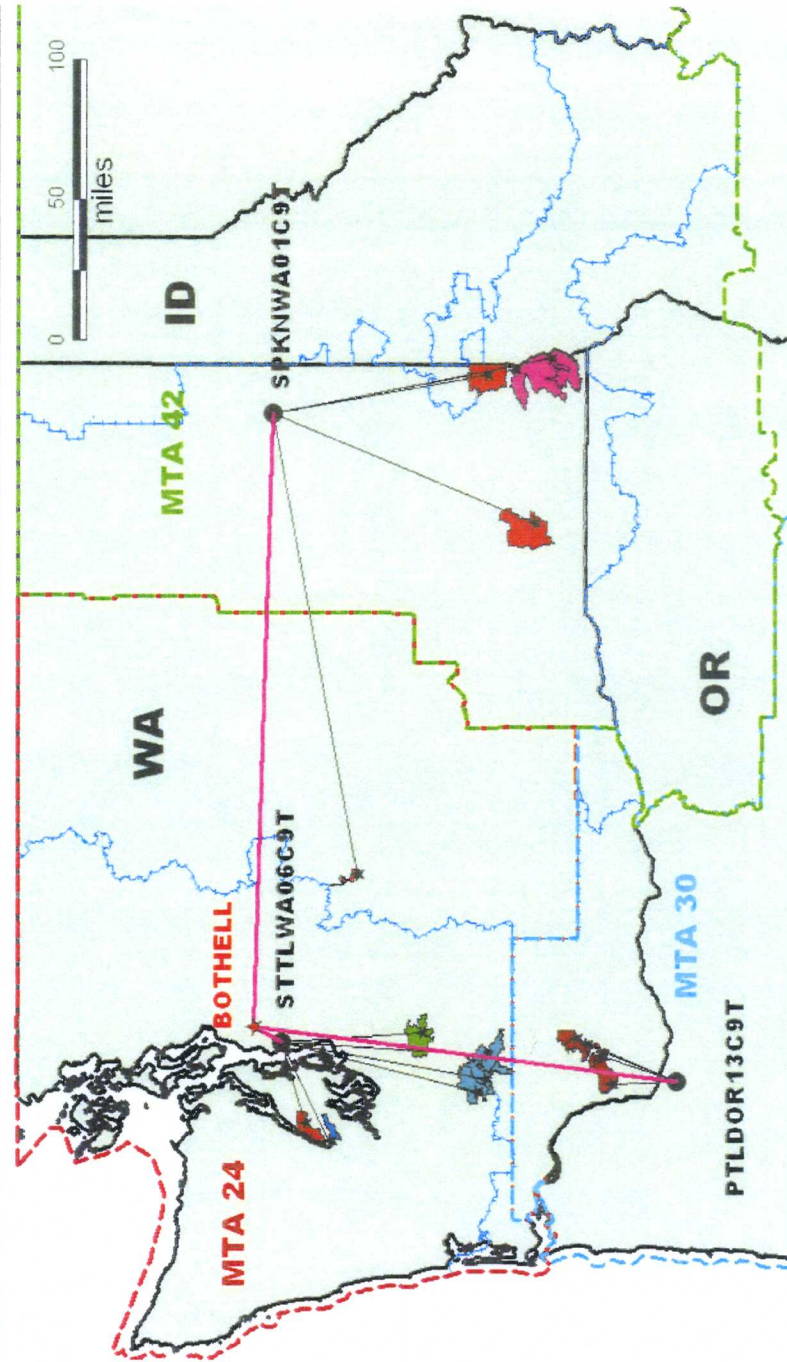 0 50 100
miles
ID
SPKNWA01C9T
MTA 42
WA
BOTHELL
STTLWA06C9T
MTA 24
OR
MTA 30
PTLDOR13C9T